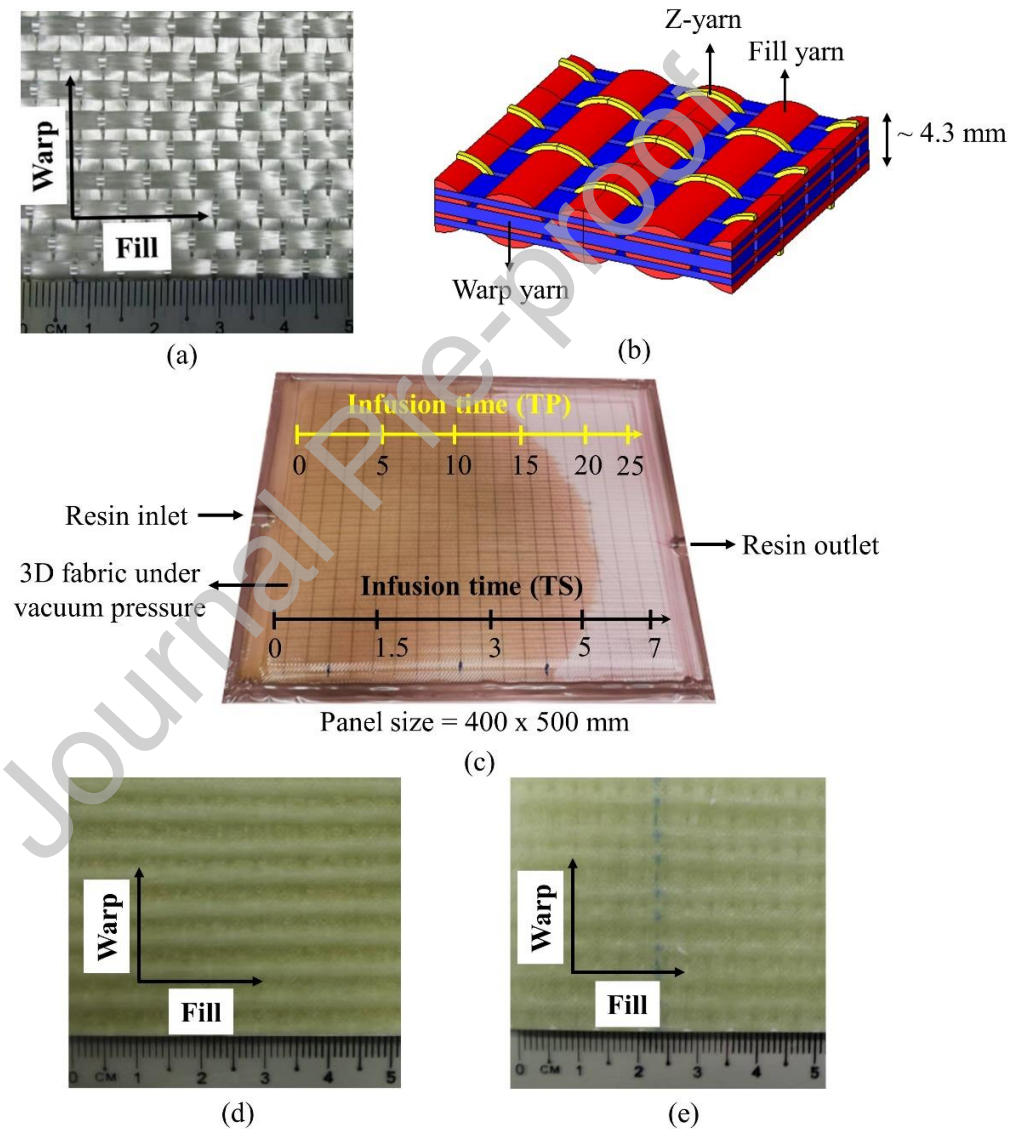 Warp
Fill
0 CM 1 2 3 4 5
(a)
Z-yarn
Fill yarn
~ 4.3 mm
Warp yarn
(b)
Infusion time (TP)
0 5 10 15 20 25
Resin inlet
Resin outlet
3D fabric under
vacuum pressure
Infusion time (TS)
0 1.5 3 5 7
Panel size = 400 x 500 mm
(c)
Warp
Fill
0 CM 1 2 3 4 5
(d)
Warp
Fill
0 CM 1 2 3 4 5
(e)
Journal Pre-proof